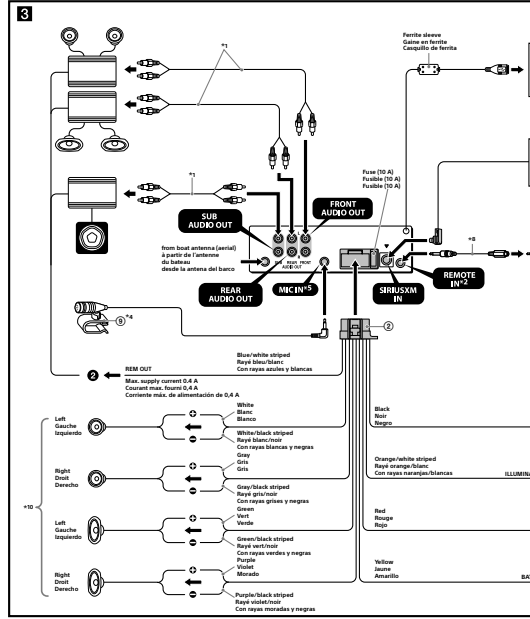 3
Ferrite sleeve
Gaine en ferrite
Casquillo de ferrita
*1
*1
Fuse (10 A)
Fusible (10 A)
Fusible (10 A)
SUB
AUDIO OUT
FRONT
AUDIO OUT
from boat antenna (aerial)
à partir de l'antenne
du bateau
desde la antena del barco
SUB REAR FRONT
AUDIO OUT
*8
REAR
AUDIO OUT
MIC IN*5
SIRIUSXM
IN
REMOTE
IN*2
9 *4
2
2
REM OUT
Blue/white striped
Rayé bleu/blanc
Con rayas azules y blancas
Max. supply current 0.4 A
Courant max. fourni 0,4 A
Corriente máx. de alimentación de 0,4 A
Left
Gauche
Izquierdo
White
Blanc
Blanco
White/black striped
Rayé blanc/noir
Con rayas blancas y negras
Black
Noir
Negro
Right
Droit
Derecho
Gray
Gris
Gris
Gray/black striped
Rayé gris/noir
Con rayas grises y negras
Orange/white striped
Rayé orange/blanc
Con rayas naranjas/blancas
ILLUMINA
*10
Left
Gauche
Izquierdo
Green
Vert
Verde
Green/black striped
Rayé vert/noir
Con rayas verdes y negras
Red
Rouge
Rojo
Right
Droit
Derecho
Purple
Violet
Morado
Purple/black striped
Rayé violet/noir
Con rayas moradas y negras
Yellow
Jaune
Amarillo
BAT